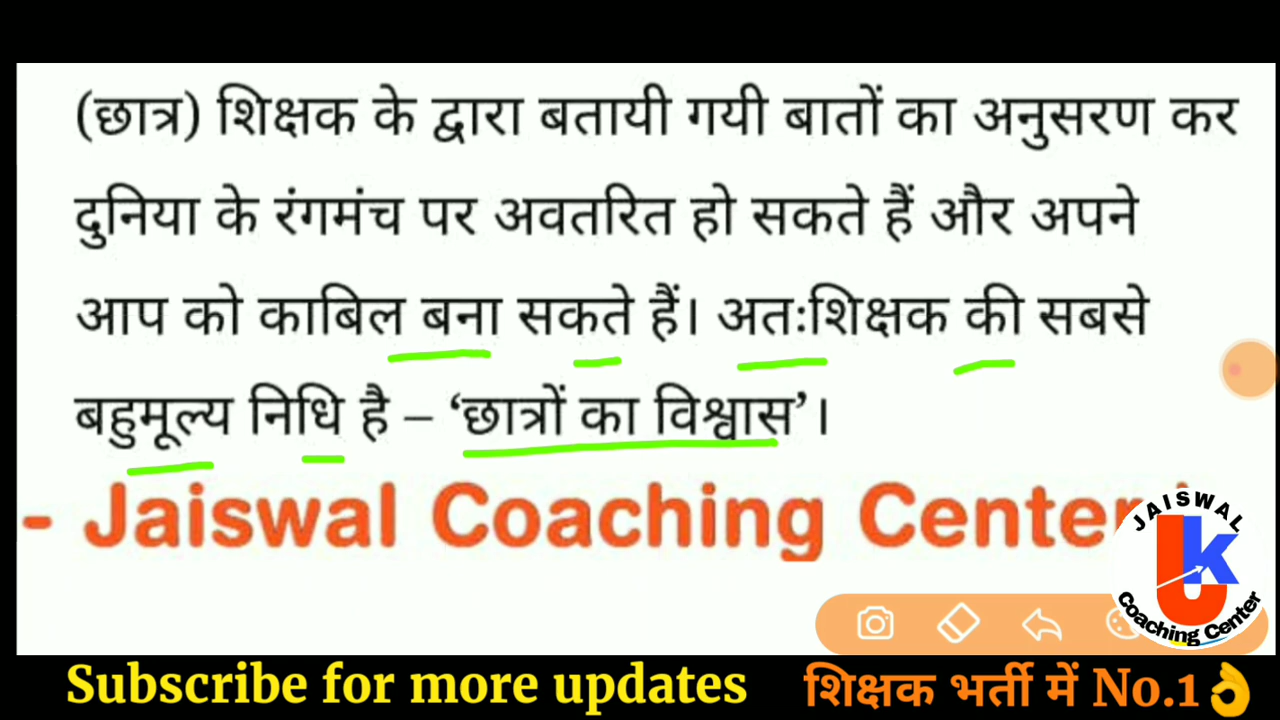 (छात्र) शिक्षक के द्वारा बतायी गयी बातों का अनुसरण कर
दुनिया के रंगमंच पर अवतरित हो सकते हैं और अपने
आप को काबिल बना सकते हैं। अतःशिक्षक की सबसे
बहुमूल्य निधि है – ‘छात्रों का विश्वास’।
- Jaiswal Coaching Center
JAISWAL
JK
Coaching Center
Subscribe for more updates
शिक्षक भर्ती में No.1👌